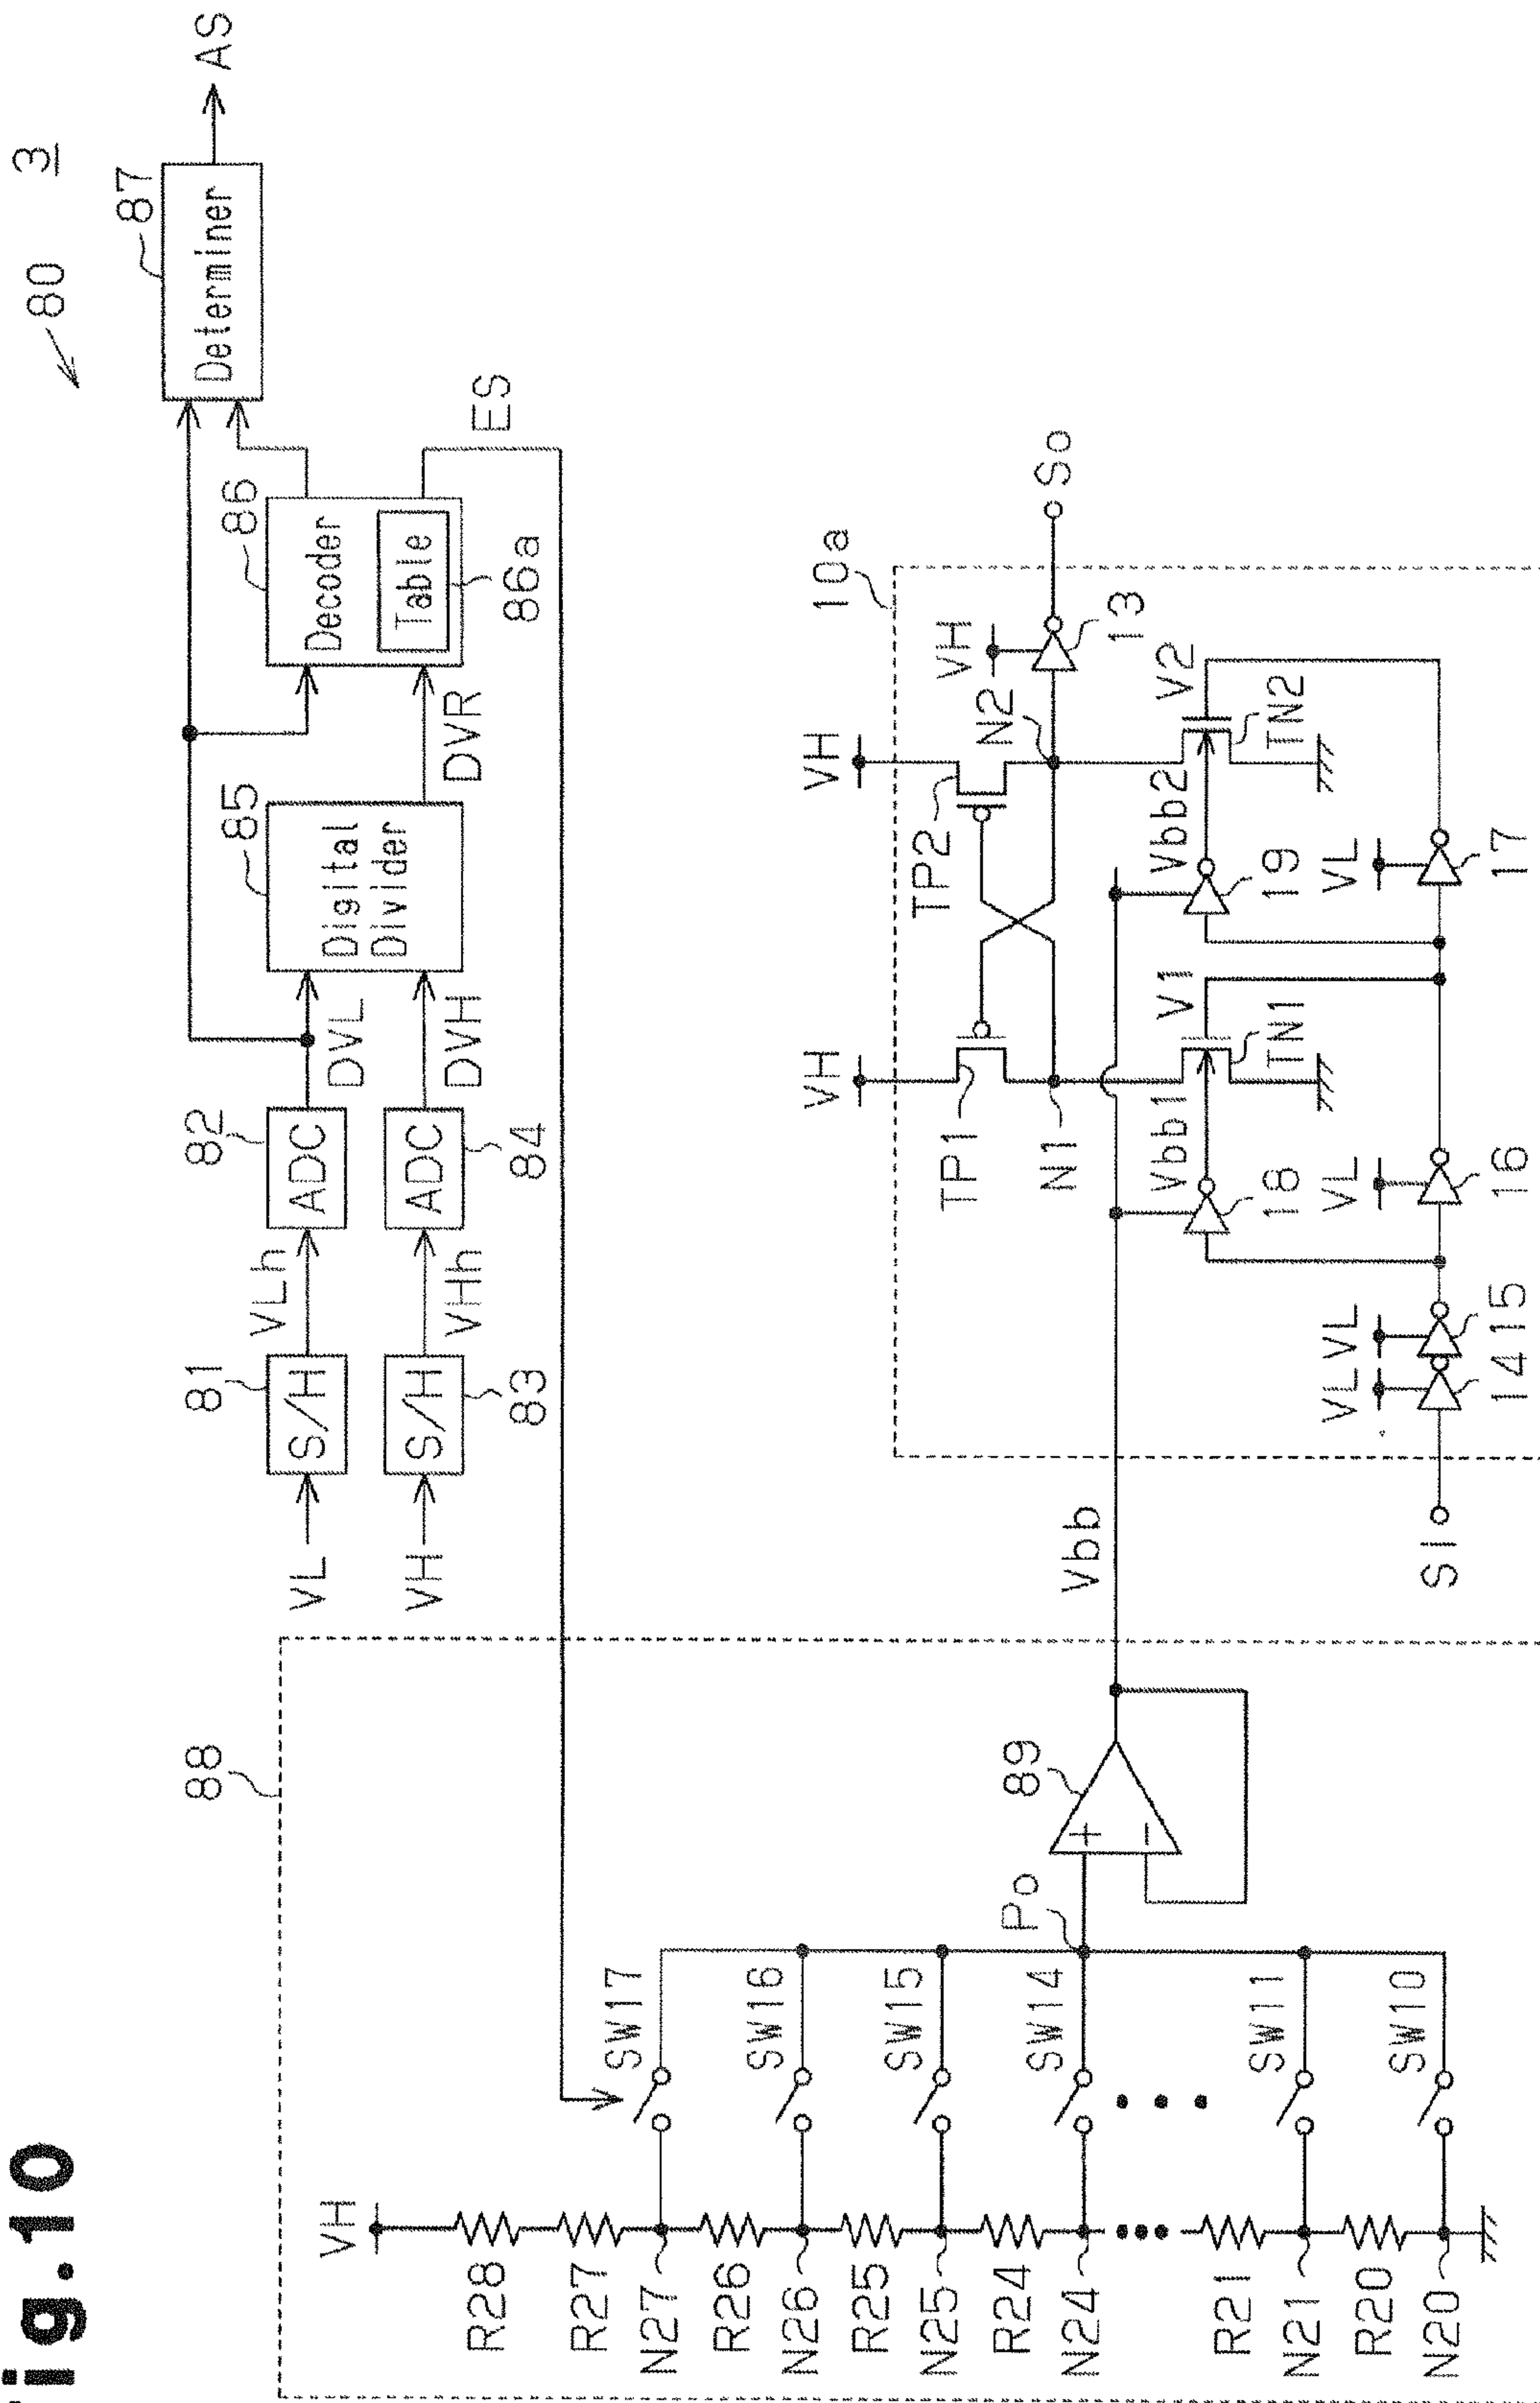 Fig.10
3
80
87
Determiner
AS
86
Decoder
Table
86a
ES
85
Digital
Divider
DVR
82
ADC
DVL
84
ADC
DVH
81
S/H
VL
VLh
83
S/H
VH
VHh
88
VH
R28
R27
N27
R26
N26
R25
N25
R24
N24
R21
N21
R20
N20
SW17
SW16
SW15
SW14
SW11
SW10
Po
89
+
−
Vbb
10a
VH
VH
TP1
TP2
N1
N2
VH
13
So
Vbb1
V1
TN1
18
Vbb2
V2
TN2
19
SI
VL
VL
14
15
VL
16
VL
17